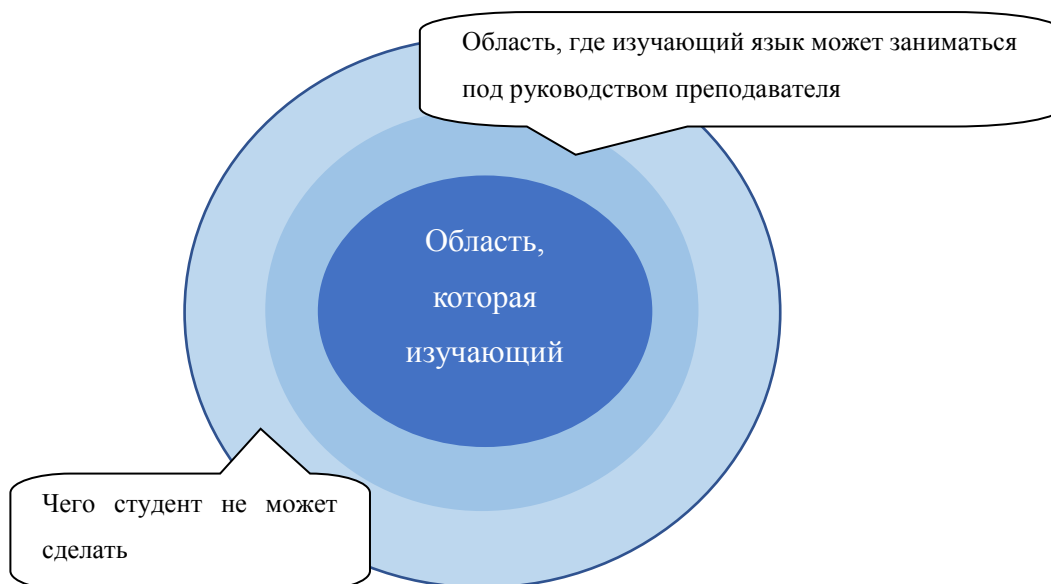 Область, где изучающий язык может заниматься
под руководством преподавателя
Область,
которая
изучающий
Чего студент не может
сделать